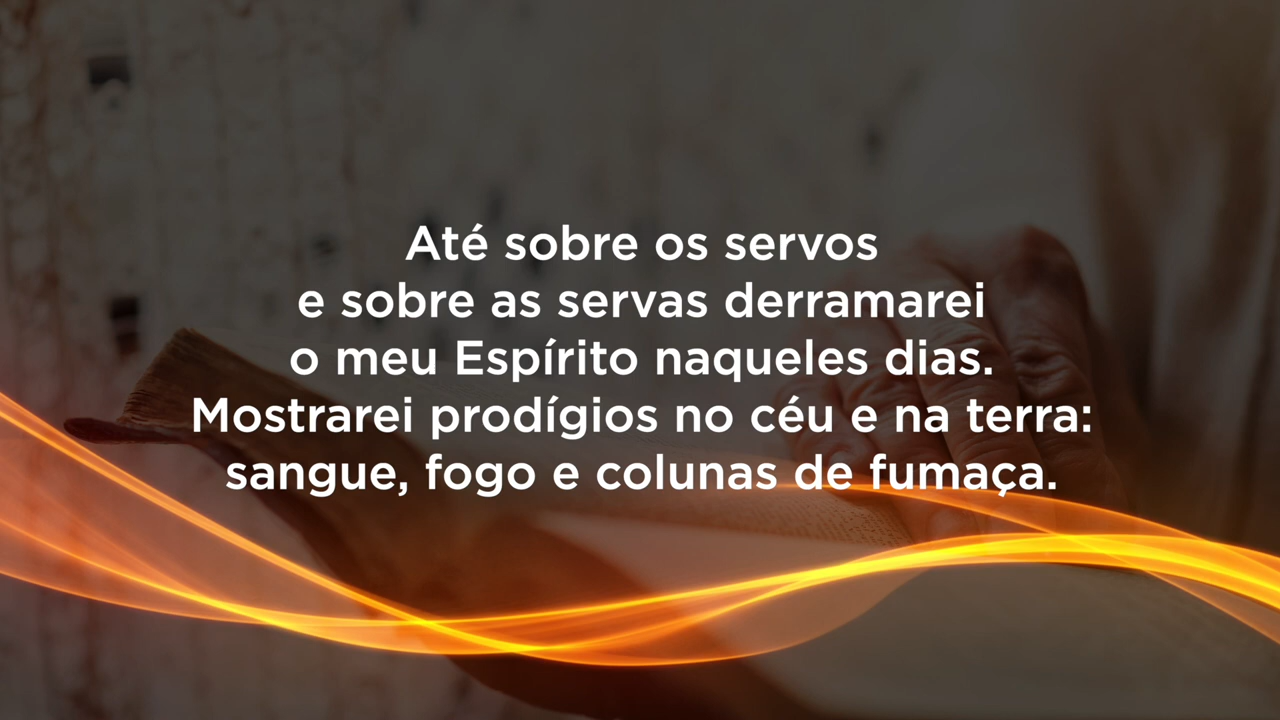 Até sobre os servos
e sobre as servas derramarei
o meu Espírito naqueles dias.
Mostrarei prodígios no céu e na terra:
sangue, fogo e colunas de fumaça.